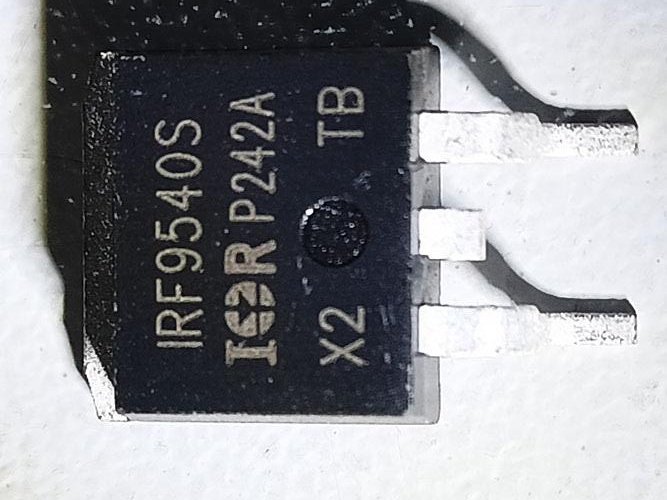 IRF9540S
IOR P242A
X2 TB